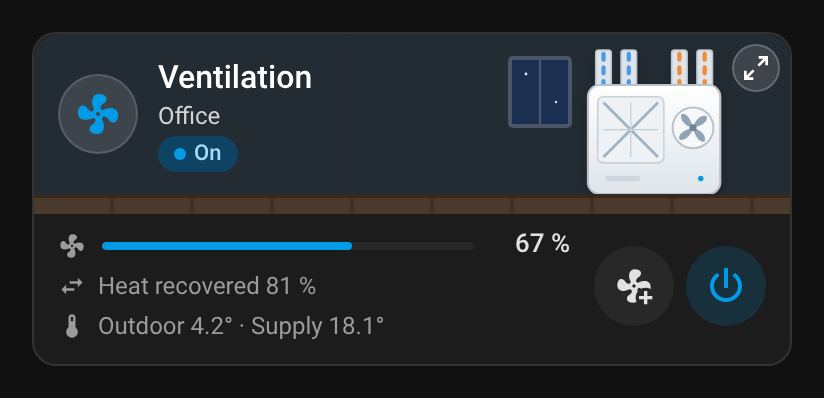 Ventilation
Office
On
67 %
Heat recovered 81 %
Outdoor 4.2° · Supply 18.1°